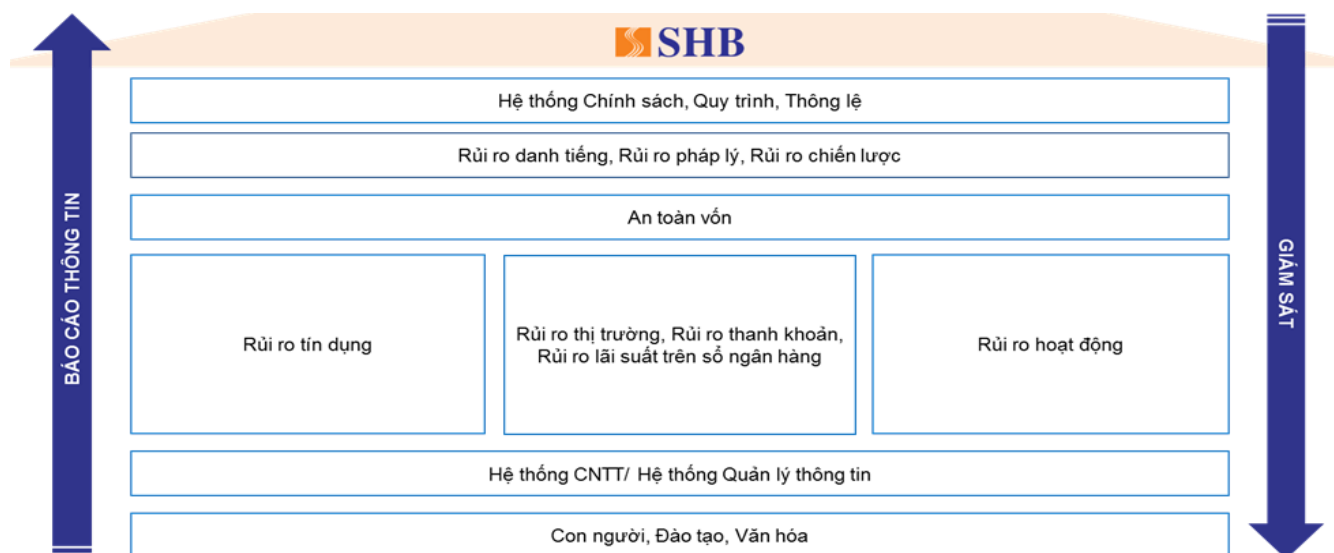 SHB
Hệ thống Chính sách, Quy trình, Thông lệ
Rủi ro danh tiếng, Rủi ro pháp lý, Rủi ro chiến lược
An toàn vốn
BÁO CÁO THÔNG TIN
Rủi ro tín dụng
Rủi ro thị trường, Rủi ro thanh khoản,
Rủi ro lãi suất trên sổ ngân hàng
Rủi ro hoạt động
GIÁM SÁT
Hệ thống CNTT/ Hệ thống Quản lý thông tin
Con người, Đào tạo, Văn hóa